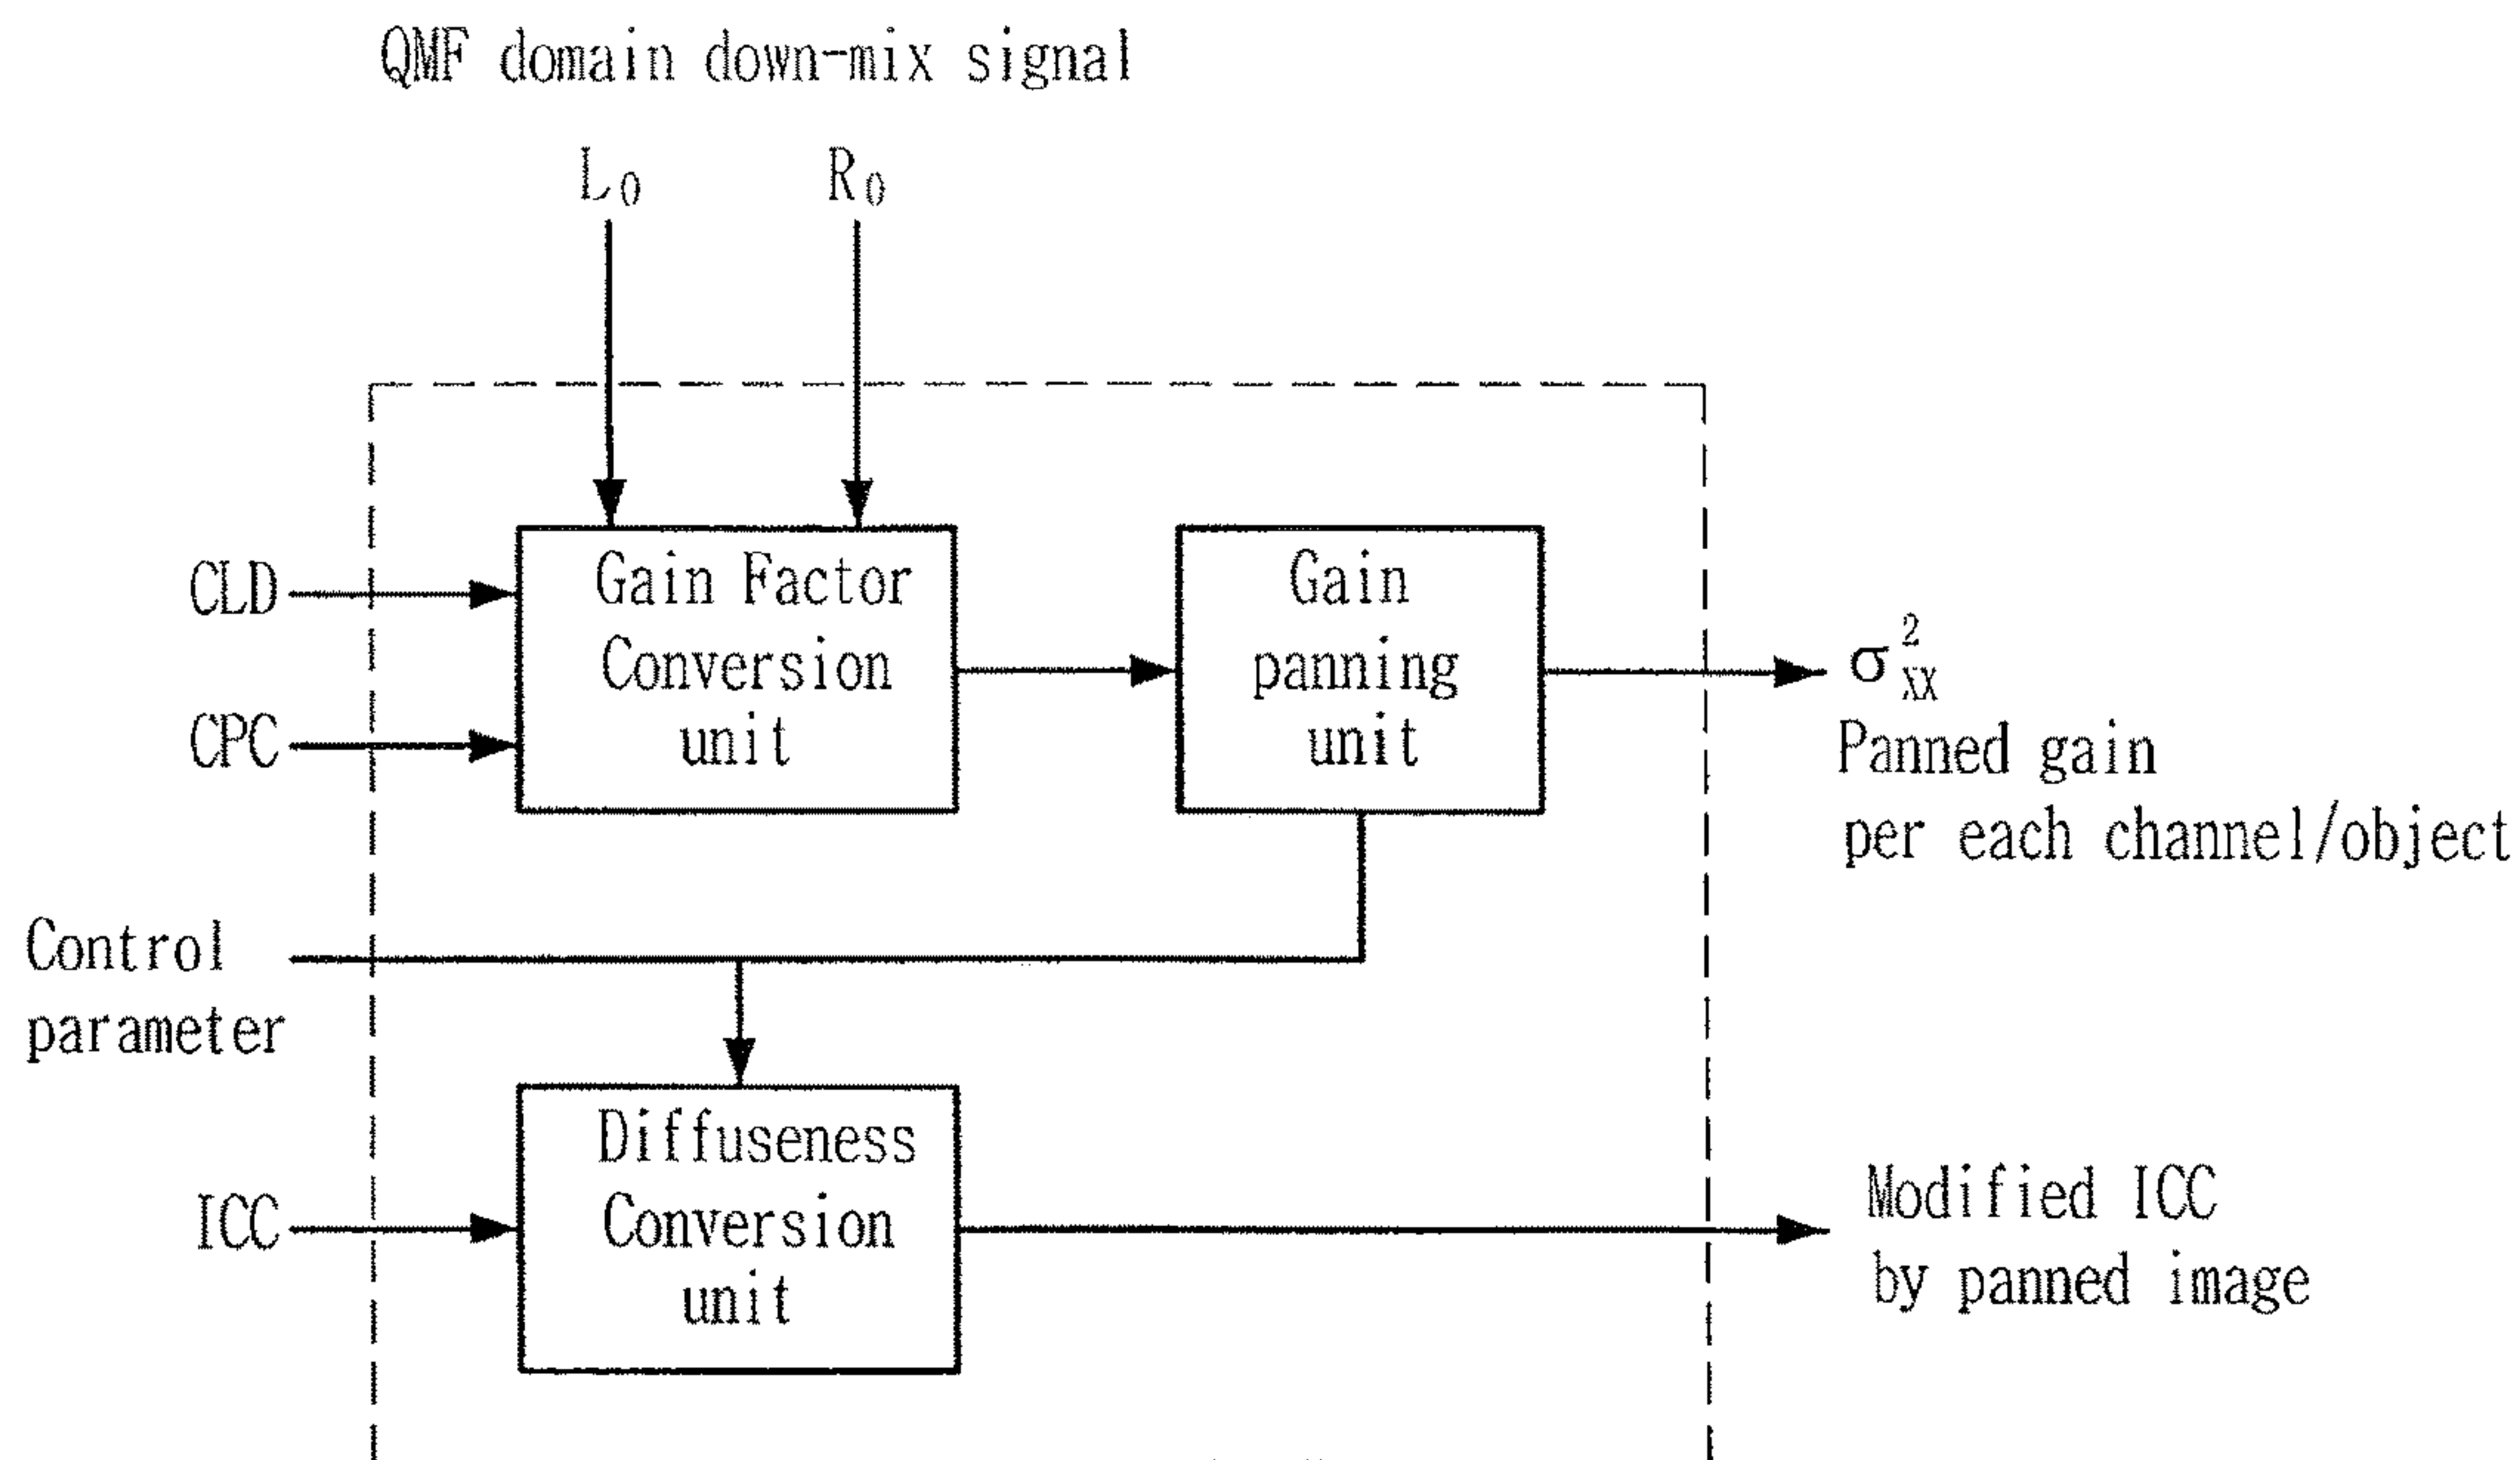 QMF domain down-mix signal
L0
R0
CLD
CPC
Gain Factor
Conversion
unit
Gain
panning
unit
σ²XX
Panned gain
per each channel/object
Control
parameter
ICC
Diffuseness
Conversion
unit
Modified ICC
by panned image